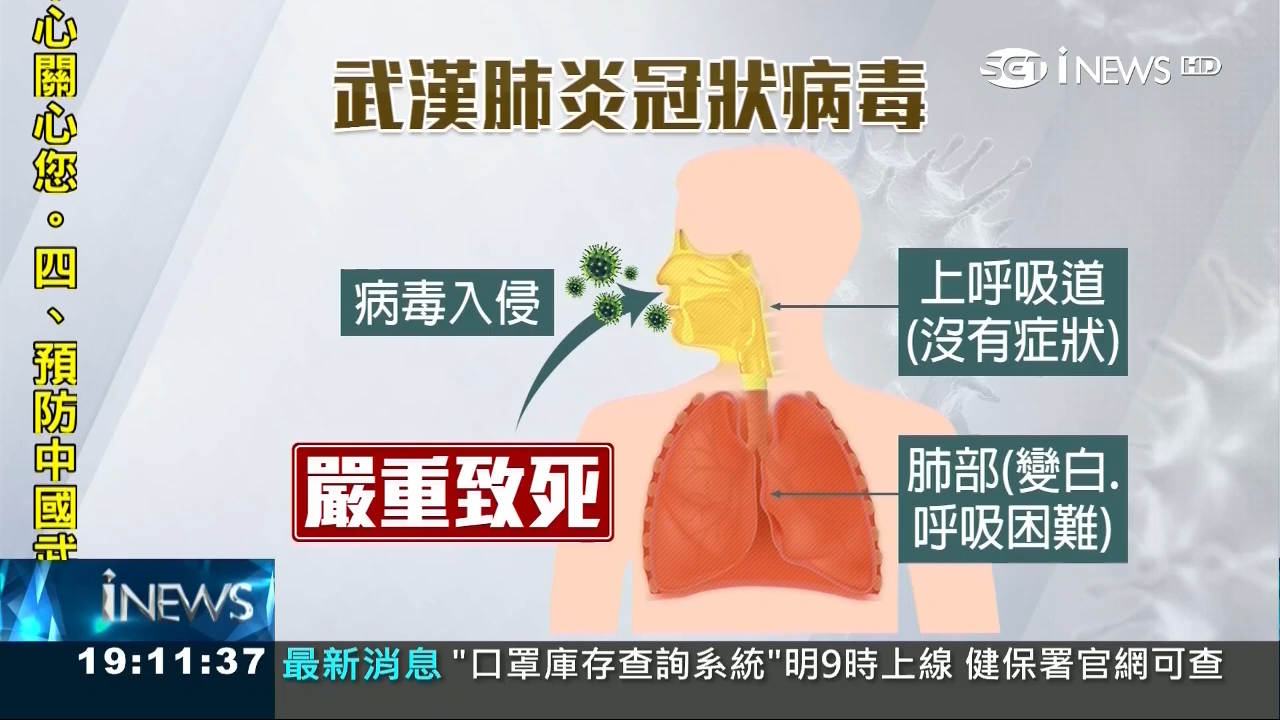 心關心您。四、預防中國武
武漢肺炎冠狀病毒
SET iNEWS HD
病毒入侵
上呼吸道
(沒有症狀)
嚴重致死
肺部(變白.
呼吸困難)
iNEWS
19:11:37
最新消息 "口罩庫存查詢系統"明9時上線 健保署官網可查